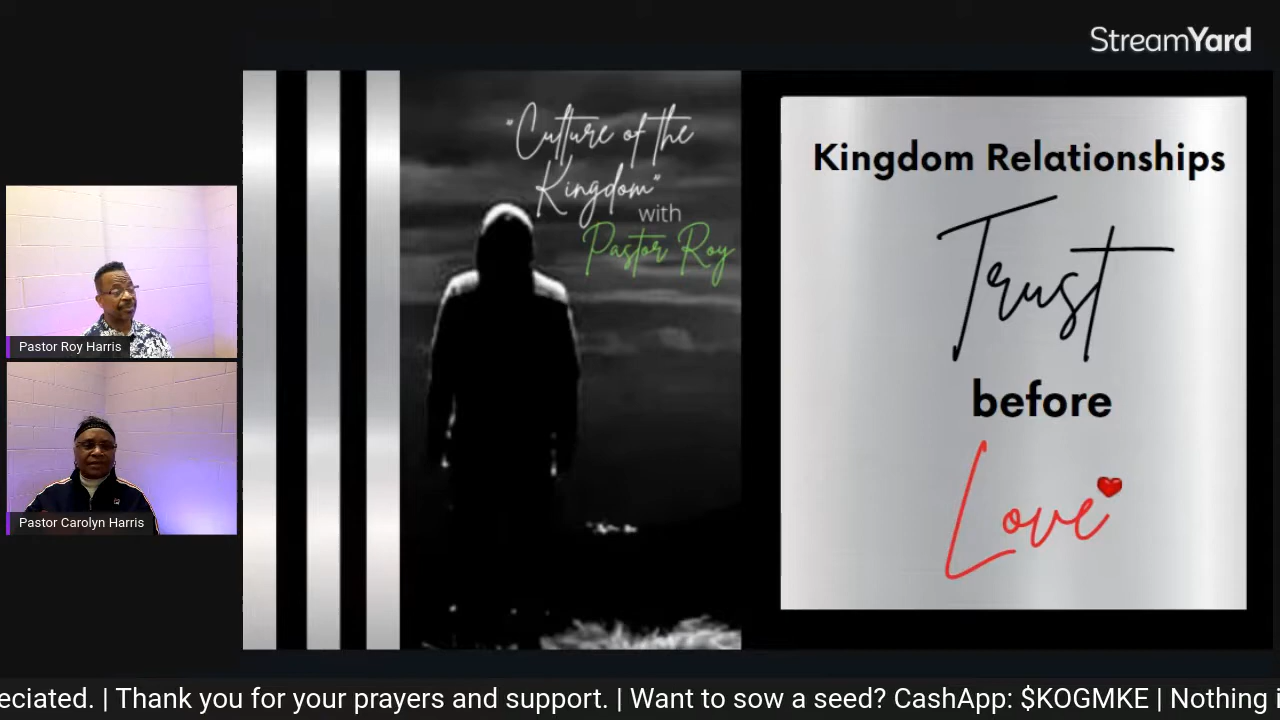 StreamYard
"Culture of the
Kingdom"
with
Pastor Roy
Kingdom Relationships
Trust
before
Love
Pastor Roy Harris
Pastor Carolyn Harris
eciated. | Thank you for your prayers and support. | Want to sow a seed? CashApp: $KOGMKE | Nothing i